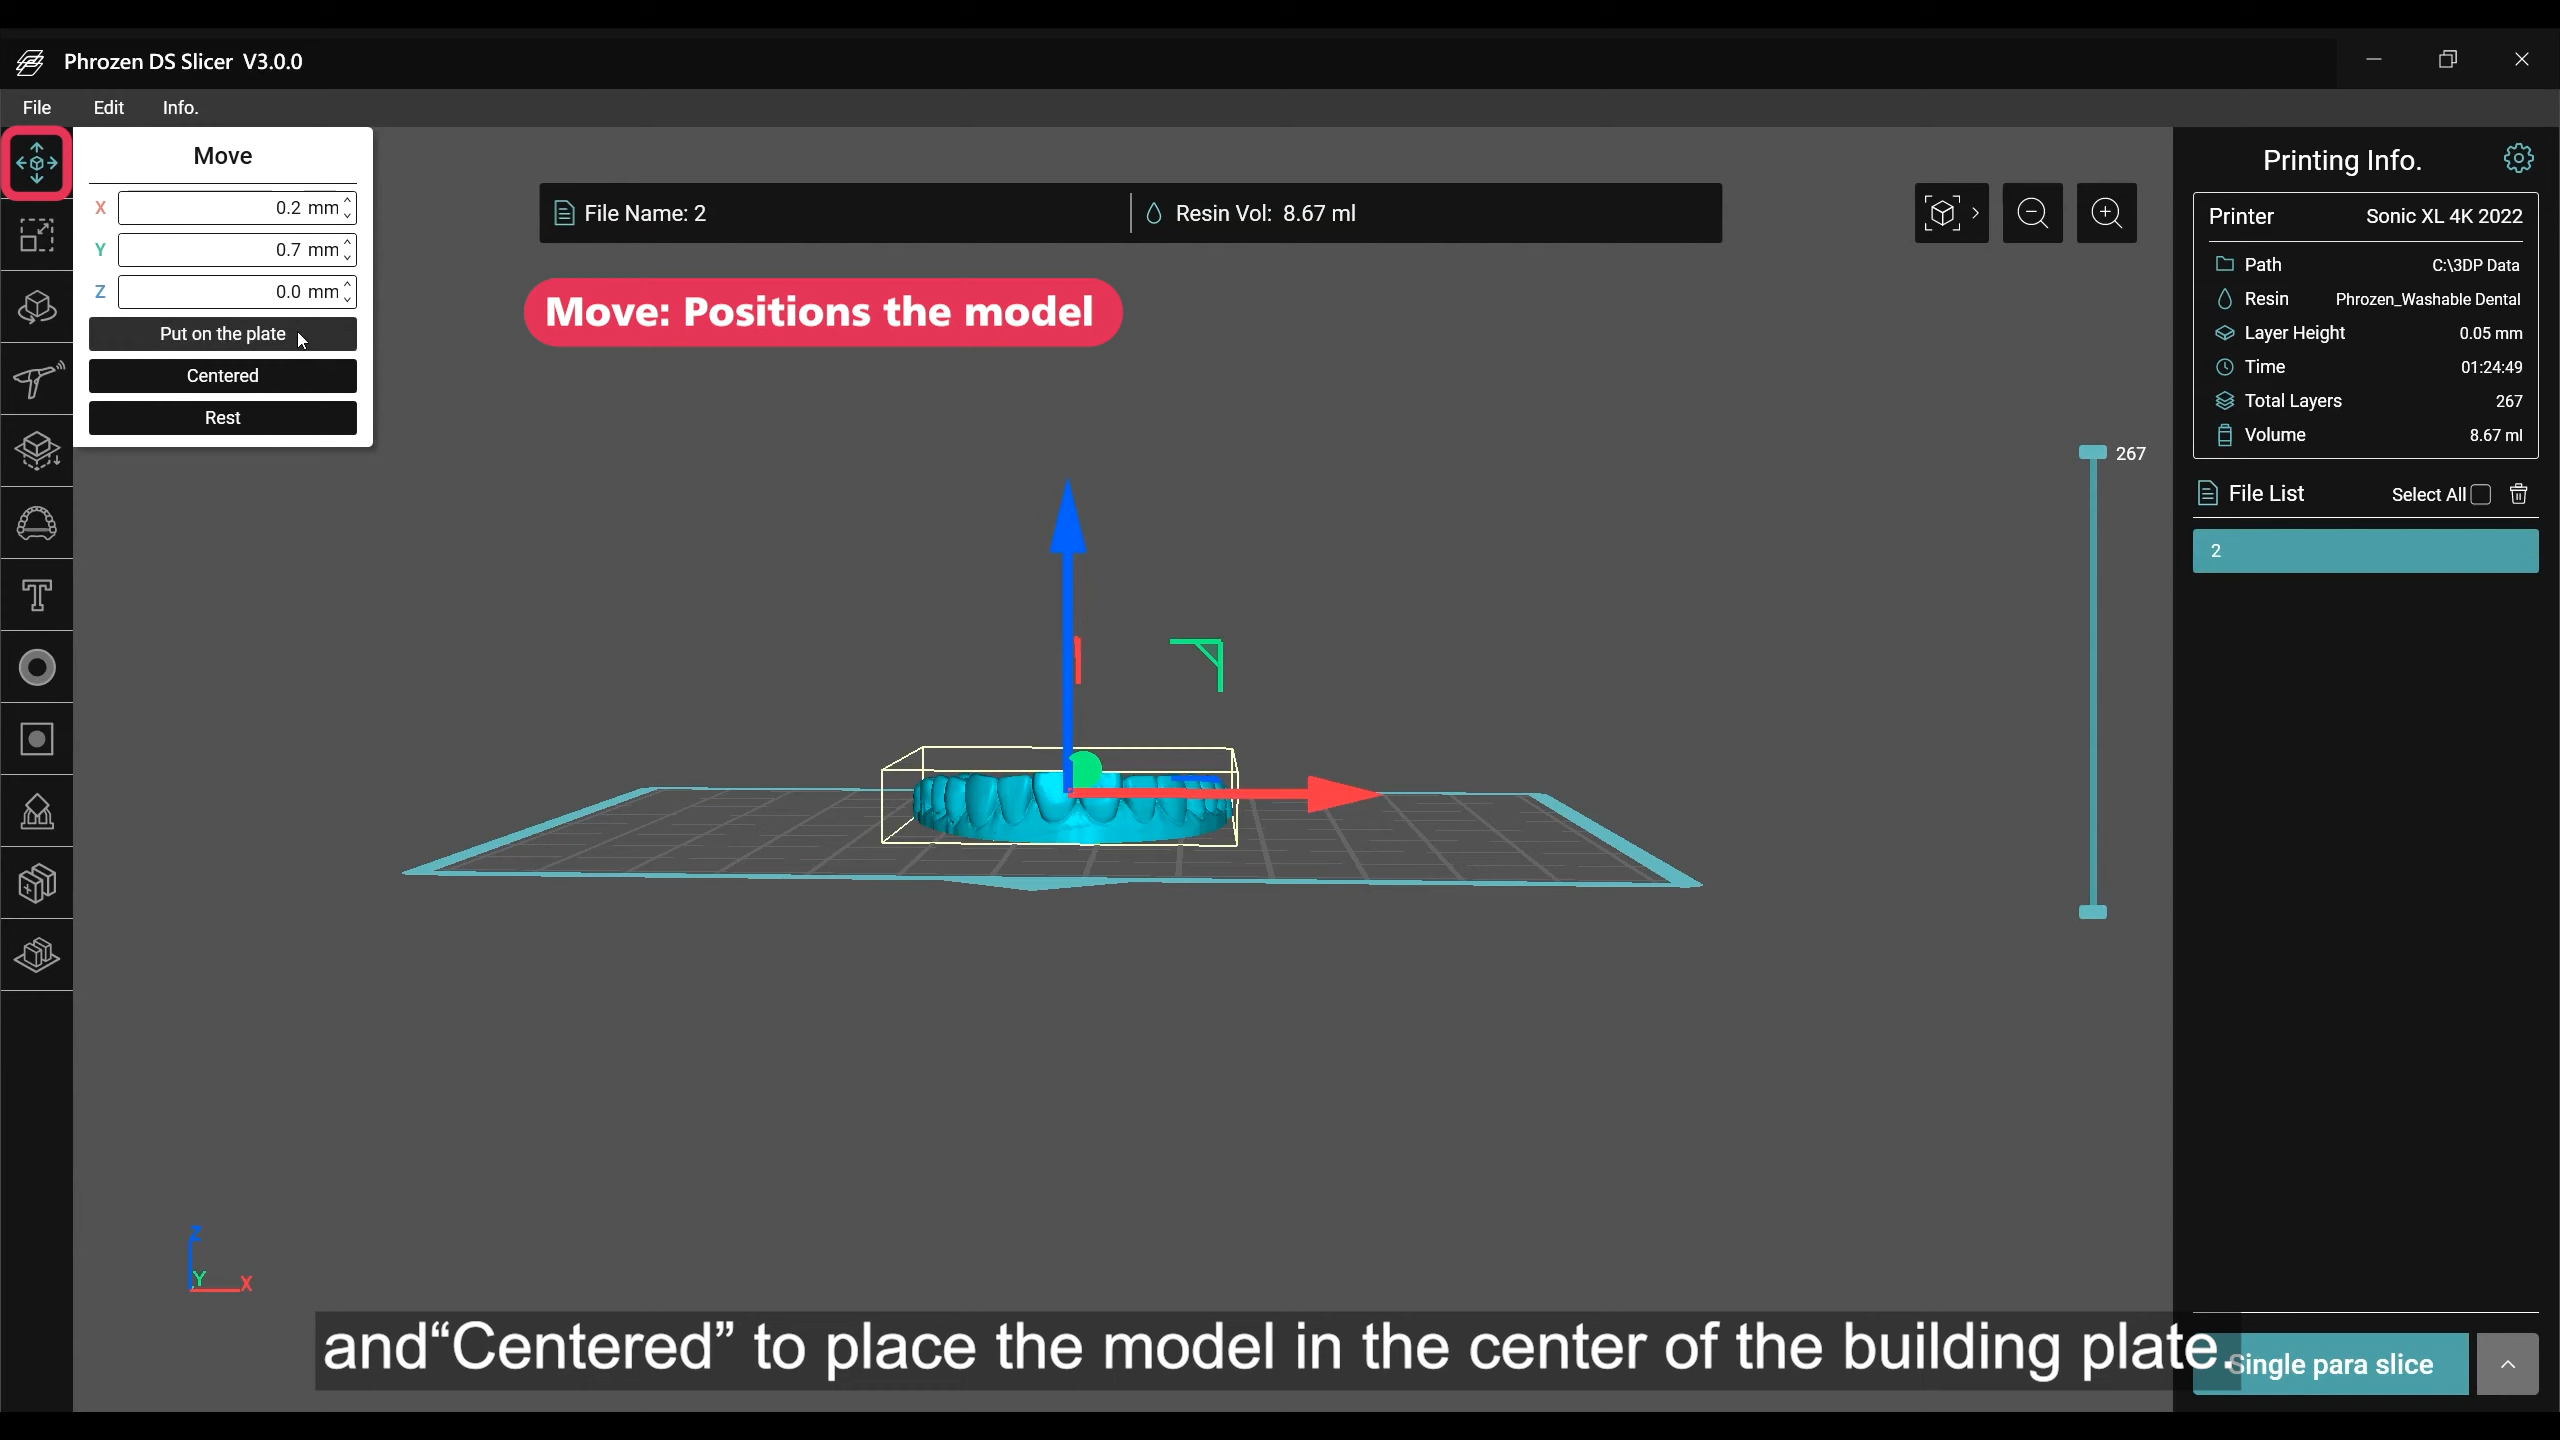 Phrozen DS Slicer V3.0.0
File Edit Info.
Move
X 0.2 mm
Y 0.7 mm
Z 0.0 mm
Put on the plate
Centered
Rest
File Name: 2 Resin Vol: 8.67 ml
Move: Positions the model
267
Z
Y X
Printing Info.
Printer Sonic XL 4K 2022
Path C:\3DP Data
Resin Phrozen_Washable Dental
Layer Height 0.05 mm
Time 01:24:49
Total Layers 267
Volume 8.67 ml
File List Select All
2
Single para slice
and“Centered” to place the model in the center of the building plate.